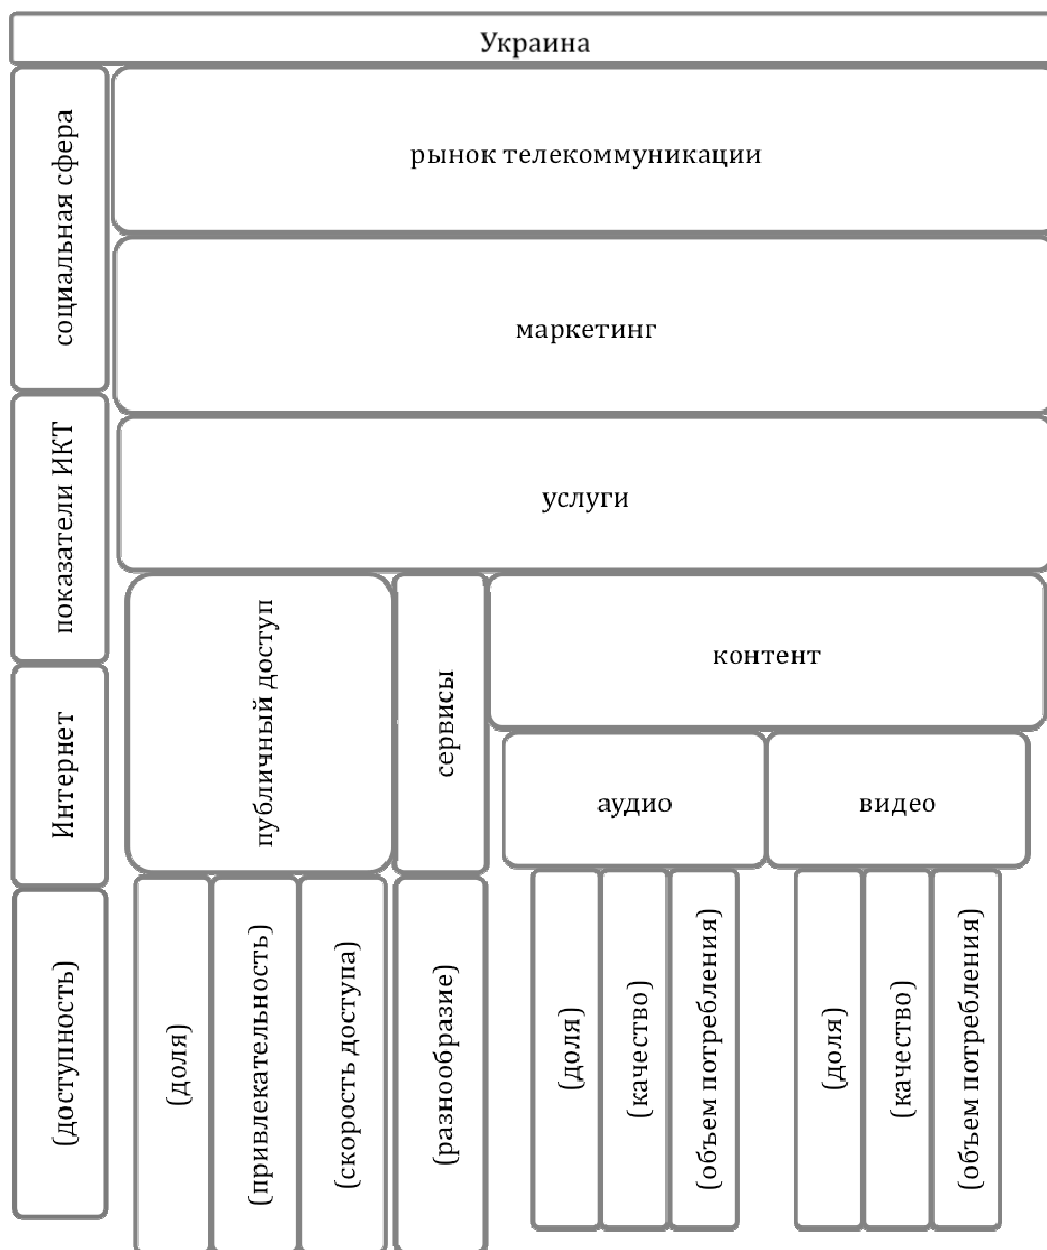 Украина
социальная сфера
рынок телекоммуникации
маркетинг
показатели ИКТ
услуги
публичный доступ
сервисы
контент
Интернет
аудио
видео
(доступность)
(доля)
(привлекательность)
(скорость доступа)
(разнообразие)
(доля)
(качество)
(объем потребления)
(доля)
(качество)
(объем потребления)